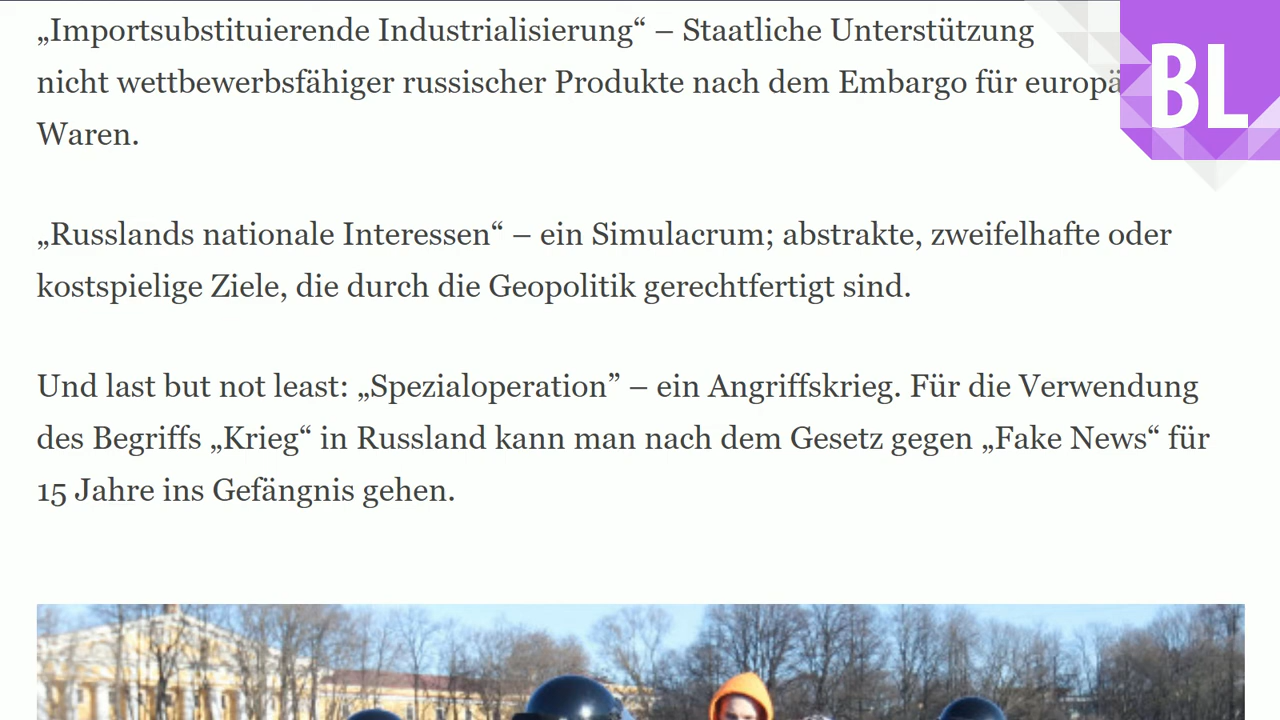 „Importsubstituierende Industrialisierung“ – Staatliche Unterstützung
nicht wettbewerbsfähiger russischer Produkte nach dem Embargo für
Waren.
„Russlands nationale Interessen“ – ein Simulacrum; abstrakte, zweifelhafte oder
kostspielige Ziele, die durch die Geopolitik gerechtfertigt sind.
Und last but not least: „Spezialoperation” – ein Angriffskrieg. Für die Verwendung
des Begriffs „Krieg“ in Russland kann man nach dem Gesetz gegen „Fake News“ für
15 Jahre ins Gefängnis gehen.
BL